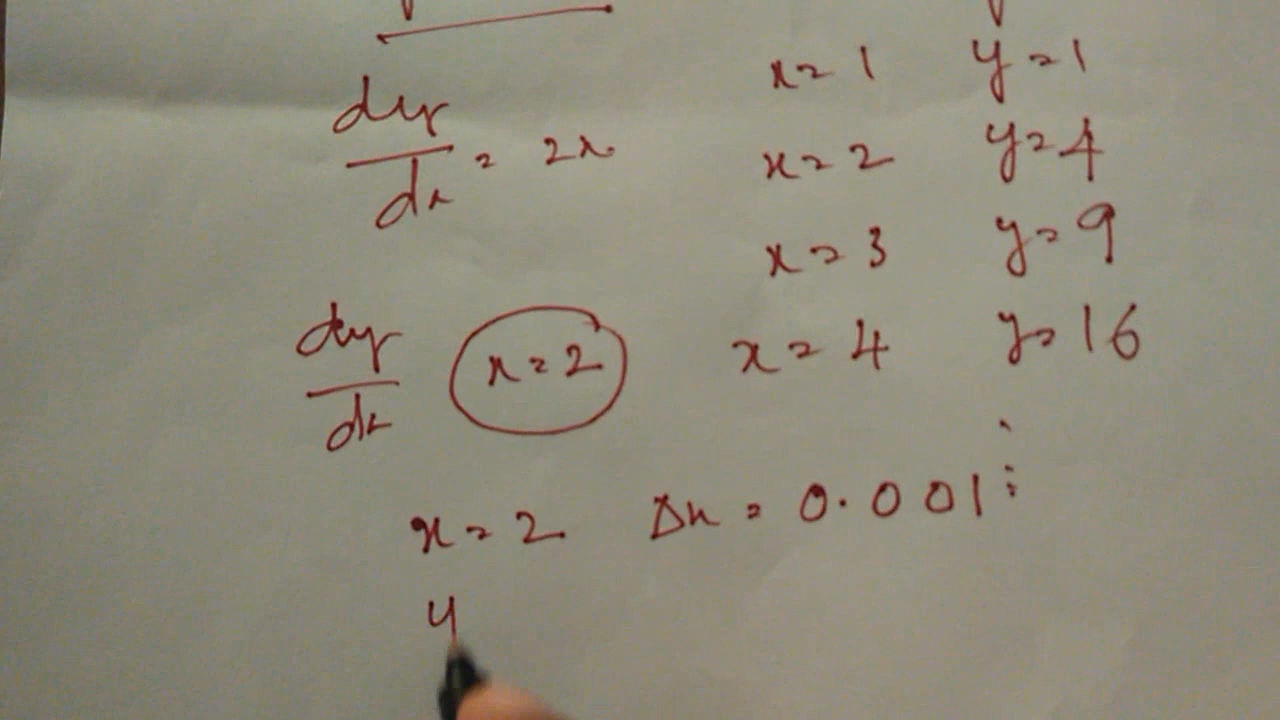 x = 1 y = 1
dy/dx = 2x
x = 2 y = 4
x = 3 y = 9
dy/dx x = 2 x = 4 y = 16
x = 2 Δx = 0.001
y